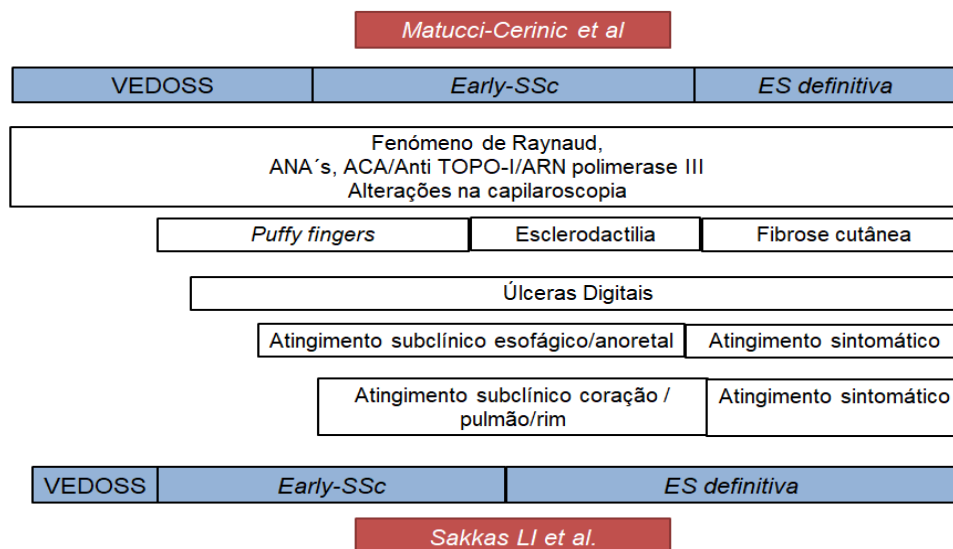 Matucci-Cerinic et al
VEDOSS Early-SSc ES definitiva
Fenómeno de Raynaud,
ANA´s, ACA/Anti TOPO-I/ARN polimerase III
Alterações na capilaroscopia
Puffy fingers Esclerodactilia Fibrose cutânea
Úlceras Digitais
Atingimento subclínico esofágico/anoretal Atingimento sintomático
Atingimento subclínico coração /
pulmão/rim
Atingimento sintomático
VEDOSS Early-SSc ES definitiva
Sakkas LI et al.